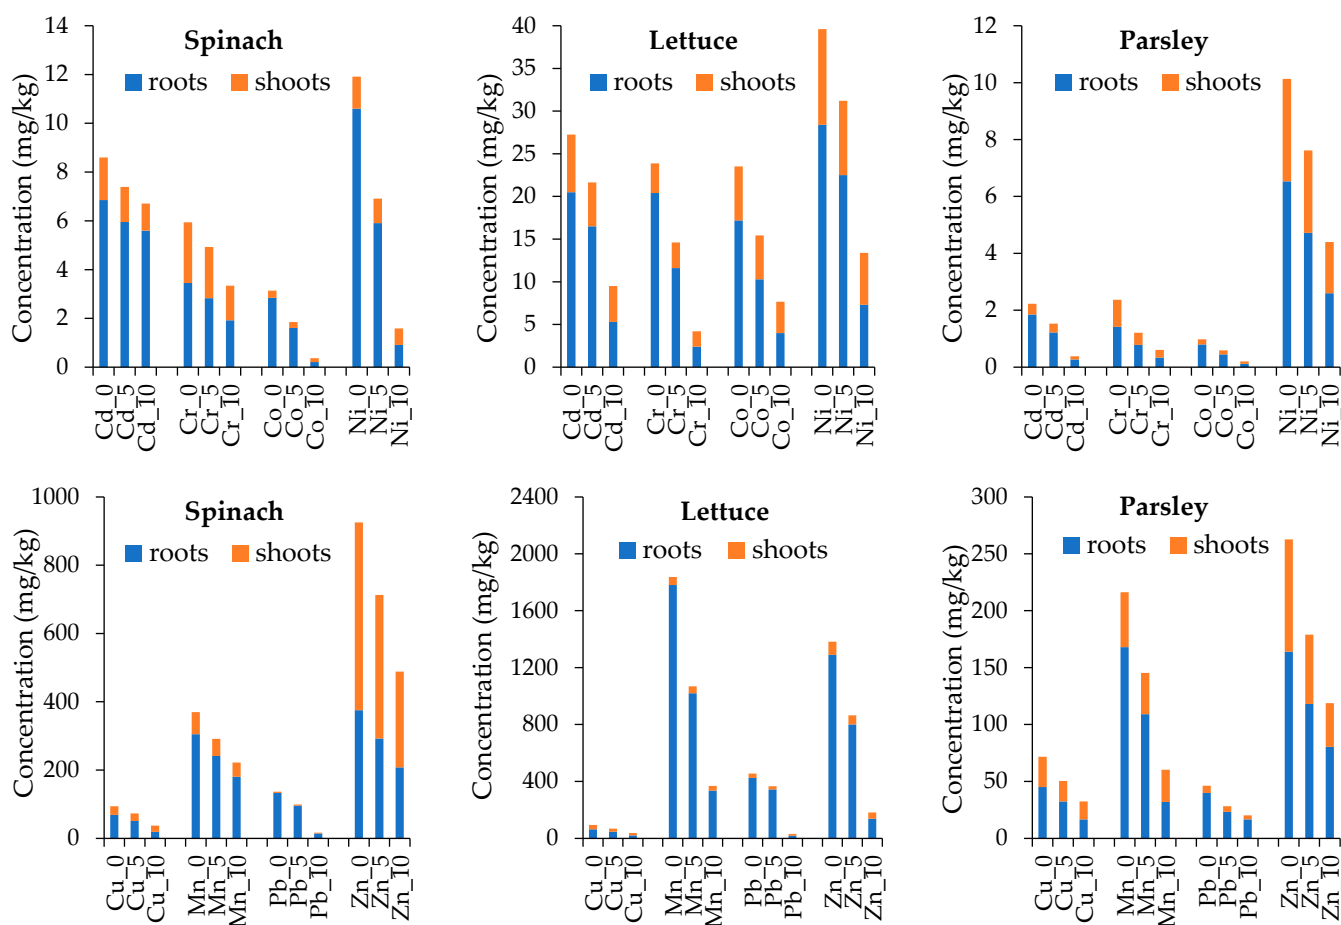 Spinach
roots shoots
Concentration (mg/kg)
14
12
10
8
6
4
2
0
Cd_0
Cd_5
Cd_10
Cr_0
Cr_5
Cr_10
Co_0
Co_5
Co_10
Ni_0
Ni_5
Ni_10
Lettuce
roots shoots
Concentration (mg/kg)
40
35
30
25
20
15
10
5
0
Cd_0
Cd_5
Cd_10
Cr_0
Cr_5
Cr_10
Co_0
Co_5
Co_10
Ni_0
Ni_5
Ni_10
Parsley
roots shoots
Concentration (mg/kg)
12
10
8
6
4
2
0
Cd_0
Cd_5
Cd_10
Cr_0
Cr_5
Cr_10
Co_0
Co_5
Co_10
Ni_0
Ni_5
Ni_10
Spinach
roots shoots
Concentration (mg/kg)
1000
800
600
400
200
0
Cu_0
Cu_5
Cu_10
Mn_0
Mn_5
Mn_10
Pb_0
Pb_5
Pb_10
Zn_0
Zn_5
Zn_10
Lettuce
roots shoots
Concentration (mg/kg)
2400
2000
1600
1200
800
400
0
Cu_0
Cu_5
Cu_10
Mn_0
Mn_5
Mn_10
Pb_0
Pb_5
Pb_10
Zn_0
Zn_5
Zn_10
Parsley
roots shoots
Concentration (mg/kg)
300
250
200
150
100
50
0
Cu_0
Cu_5
Cu_10
Mn_0
Mn_5
Mn_10
Pb_0
Pb_5
Pb_10
Zn_0
Zn_5
Zn_10